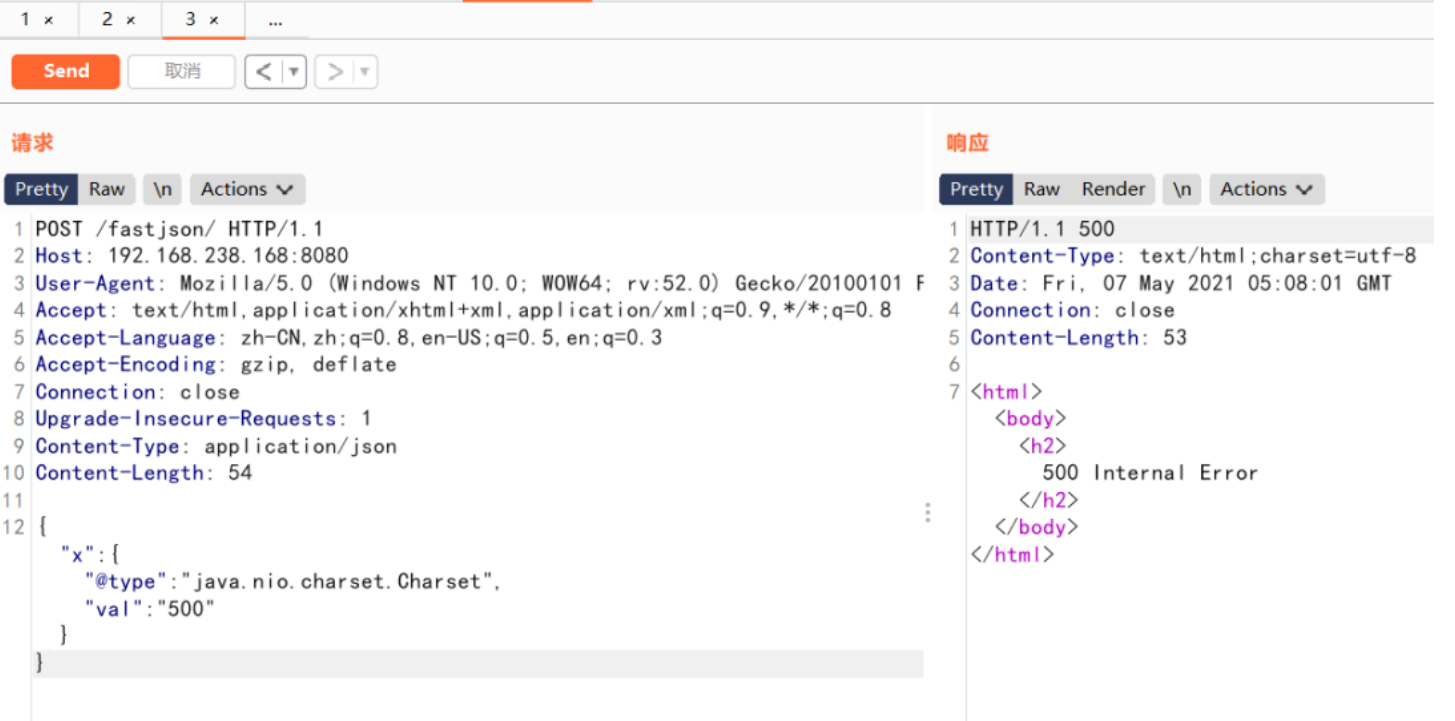 1 × 2 × 3 × ...
Send 取消 < ▼ > ▼
请求
Pretty Raw \n Actions
1 POST /fastjson/ HTTP/1.1
2 Host: 192.168.238.168:8080
3 User-Agent: Mozilla/5.0 (Windows NT 10.0; WOW64; rv:52.0) Gecko/20100101 F
4 Accept: text/html,application/xhtml+xml,application/xml;q=0.9,*/*;q=0.8
5 Accept-Language: zh-CN,zh;q=0.8,en-US;q=0.5,en;q=0.3
6 Accept-Encoding: gzip, deflate
7 Connection: close
8 Upgrade-Insecure-Requests: 1
9 Content-Type: application/json
10 Content-Length: 54
11
12 {
"x":{
"@type":"java.nio.charset.Charset",
"val":"500"
}
}
响应
Pretty Raw Render \n Actions
1 HTTP/1.1 500
2 Content-Type: text/html;charset=utf-8
3 Date: Fri, 07 May 2021 05:08:01 GMT
4 Connection: close
5 Content-Length: 53
6
7 <html>
<body>
<h2>
500 Internal Error
</h2>
</body>
</html>